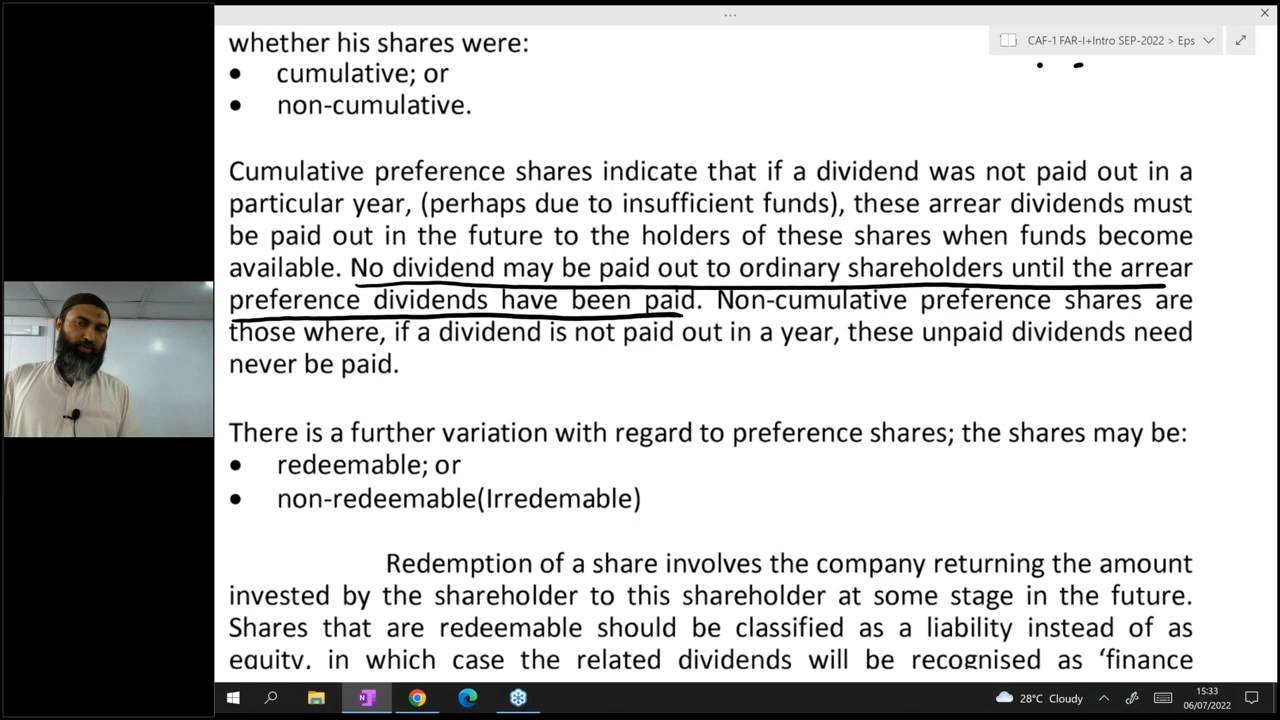 whether his shares were:
CAF-1 FAR-I+Intro SEP-2022 > Eps
• cumulative; or
• non-cumulative.
Cumulative preference shares indicate that if a dividend was not paid out in a
particular year, (perhaps due to insufficient funds), these arrear dividends must
be paid out in the future to the holders of these shares when funds become
available. No dividend may be paid out to ordinary shareholders until the arrear
preference dividends have been paid. Non-cumulative preference shares are
those where, if a dividend is not paid out in a year, these unpaid dividends need
never be paid.
There is a further variation with regard to preference shares; the shares may be:
• redeemable; or
• non-redeemable(Irredemable)
Redemption of a share involves the company returning the amount
invested by the shareholder to this shareholder at some stage in the future.
Shares that are redeemable should be classified as a liability instead of as
equity, in which case the related dividends will be recognised as ‘finance
28°C Cloudy
15:33
06/07/2022